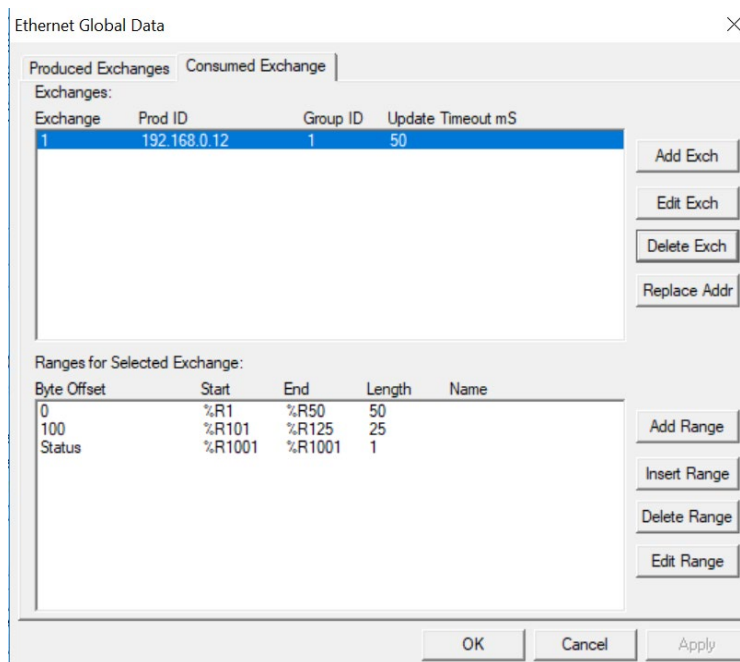 Ethernet Global Data
Produced Exchanges Consumed Exchange
Exchanges:
Exchange Prod ID Group ID Update Timeout mS
1 192.168.0.12 1 50
Add Exch
Edit Exch
Delete Exch
Replace Addr
Ranges for Selected Exchange:
Byte Offset Start End Length Name
0 %R1 %R50 50
100 %R101 %R125 25
Status %R1001 %R1001 1
Add Range
Insert Range
Delete Range
Edit Range
OK Cancel Apply